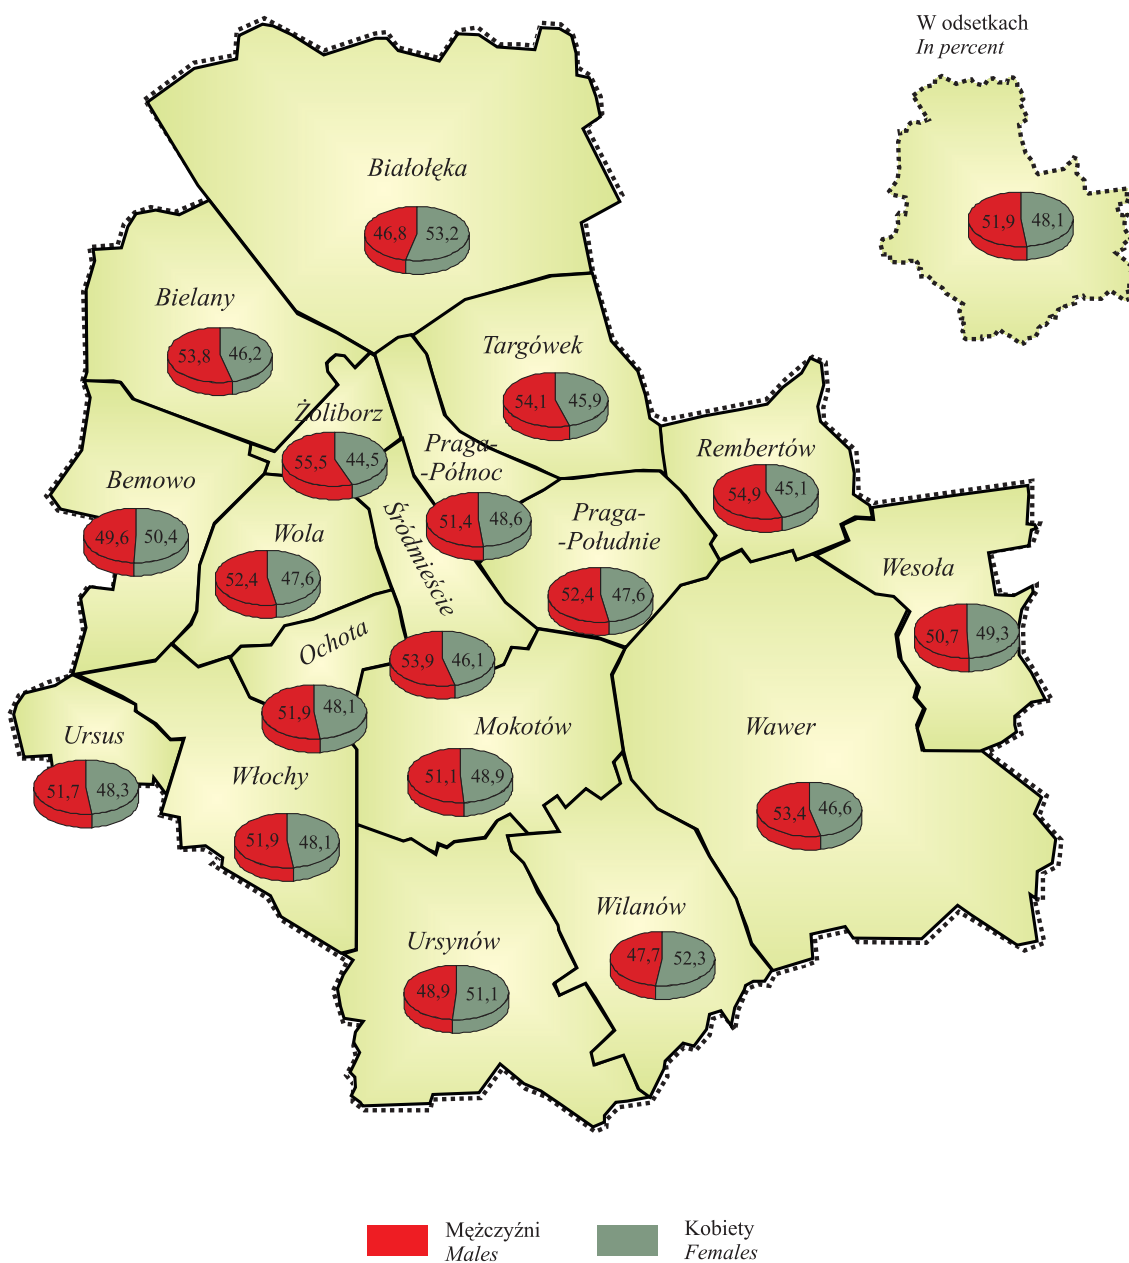 W odsetkach
In percent
51,9 48,1
Białołęka
46,8 53,2
Bielany
53,8 46,2
Targówek
54,1 45,9
Żoliborz
55,5 44,5
Praga-
-Północ
51,4 48,6
Rembertów
54,9 45,1
Bemowo
49,6 50,4
Wola
52,4 47,6
Śródmieście
53,9 46,1
Praga-
-Południe
52,4 47,6
Wesoła
50,7 49,3
Ochota
51,9 48,1
Ursus
51,7 48,3
Włochy
51,9 48,1
Mokotów
51,1 48,9
Wawer
53,4 46,6
Wilanów
47,7 52,3
Ursynów
48,9 51,1
Mężczyźni
Males
Kobiety
Females